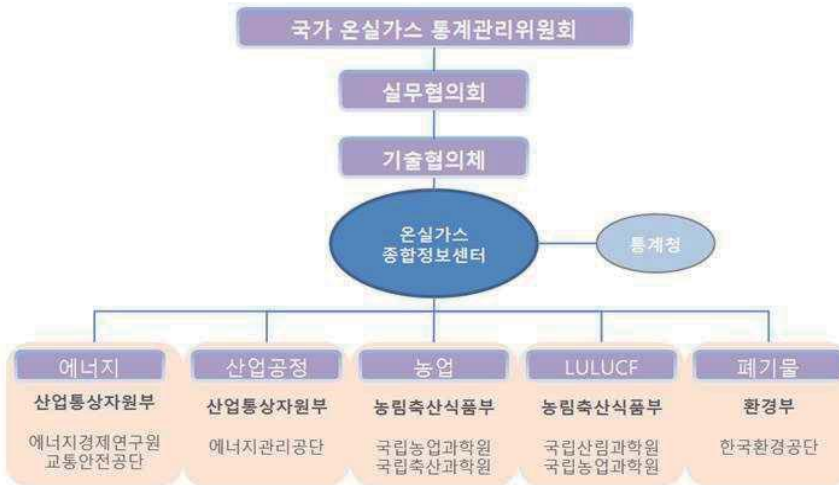 국가 온실가스 통계관리위원회
실무협의회
기술협의체
온실가스
종합정보센터
통계청
에너지
산업통상자원부
에너지경제연구원
교통안전공단
산업공정
산업통상자원부
에너지관리공단
농업
농림축산식품부
국립농업과학원
국립축산과학원
LULUCF
농림축산식품부
국립산림과학원
국립농업과학원
폐기물
환경부
한국환경공단